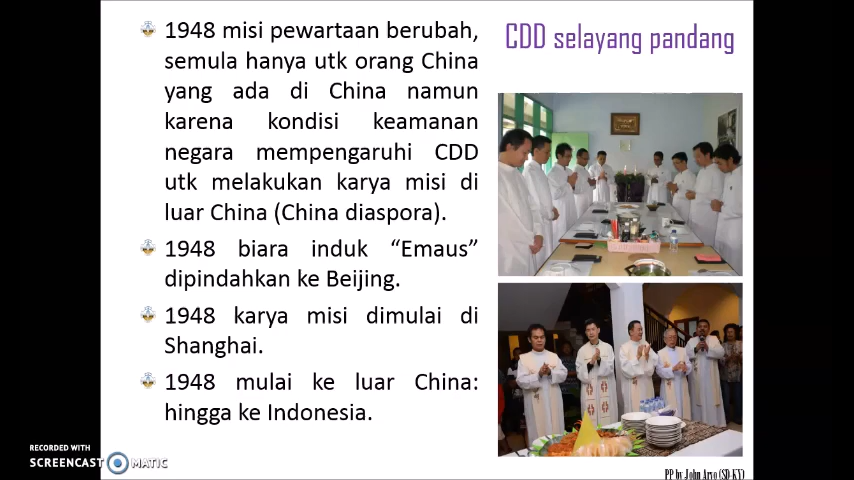 CDD selayang pandang
1948 misi pewartaan berubah,
semula hanya utk orang China
yang ada di China namun
karena kondisi keamanan
negara mempengaruhi CDD
utk melakukan karya misi di
luar China (China diaspora).
1948 biara induk “Emaus”
dipindahkan ke Beijing.
1948 karya misi dimulai di
Shanghai.
1948 mulai ke luar China:
hingga ke Indonesia.
RECORDED WITH
SCREENCAST MATIC
PP by John Aryo (SD-KY)